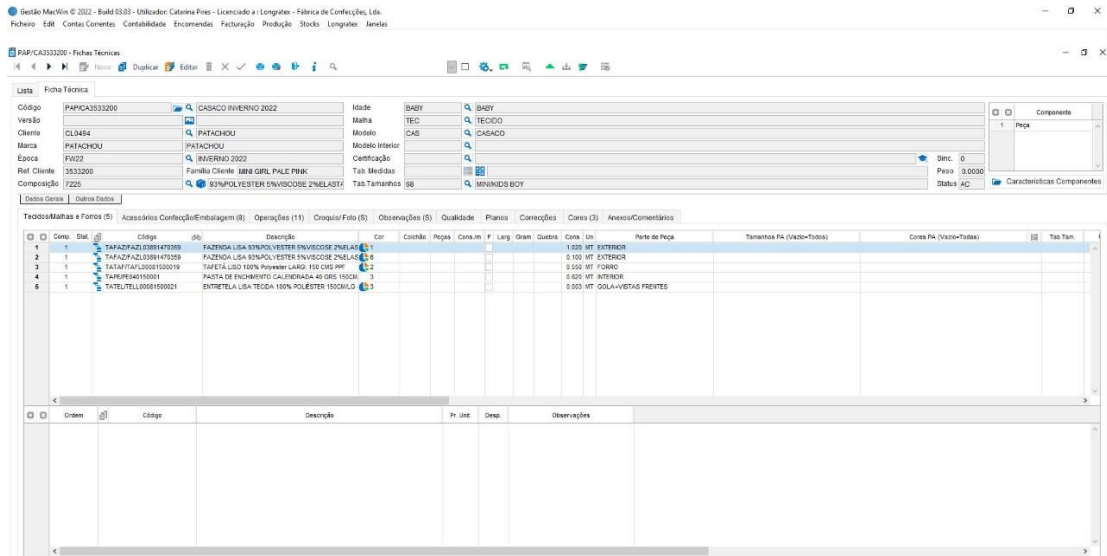 Gestão MacWin © 2022 - Build 03.03 - Utilizador: Catarina Pires - Licenciado a : Longratex - Fábrica de Confecções, Lda.
Ficheiro Edit Contas Correntes Contabilidade Encomendas Facturação Produção Stocks Longratex Janelas
PAP/CA3533200 - Fichas Técnicas
Novo Duplicar Editar
Lista Ficha Técnica
Código PAP/CA3533200 CASACO INVERNO 2022 Idade BABY BABY Componente
Versão Malha TEC TECIDO 1 Peça
Cliente CL0494 PATACHOU Modelo CAS CASACO
Marca PATACHOU PATACHOU Modelo Interior
Época FW22 INVERNO 2022 Certificação Sinc. 0
Ref. Cliente 3533200 Família Cliente MINI GIRL PALE PINK Tab. Medidas Peso 0,0000
Composição 7225 93%POLYESTER 5%VISCOSE 2%ELASTA Tab.Tamanhos 68 MINI/KIDS BOY Status AC Características Componentes
Dados Gerais Outros Dados
Tecidos/Malhas e Forros (5) Acessórios Confecção/Embalagem (8) Operações (11) Croquis/ Foto (S) Observações (S) Qualidade Planos Correcções Cores (3) Anexos/Comentários
Comp. Stat. Código Descrição Cor Colchão Peças Cons./m F Larg Gram Quebra Cons Un Parte de Peça Tamanhos PA (Vazio=Todos) Cores PA (Vazio=Todas) Tab.Tam.
1 1 TAFAZ/FAZL03891470359 FAZENDA LISA 93%POLYESTER 5%VISCOSE 2%ELAS 1 1.020 MT EXTERIOR
2 1 TAFAZ/FAZL03891470359 FAZENDA LISA 93%POLYESTER 5%VISCOSE 2%ELAS 6 0.100 MT EXTERIOR
3 1 TATAF/TAFL00001500019 TAFETÁ LISO 100% Polyester LARG: 150 CMS PPF 2 0.550 MT FORRO
4 1 TAPE/PE040150001 PASTA DE ENCHIMENTO CALENDRADA 40 GRS 150CM. 3 0.820 MT INTERIOR
5 1 TATEL/TELL00081500021 ENTRETELA LISA TECIDA 100% POLIÉSTER 150CM/LG 3 0.003 MT GOLA+VISTAS FRENTES
Ordem Código Descrição Pr. Unit Desp. Observações